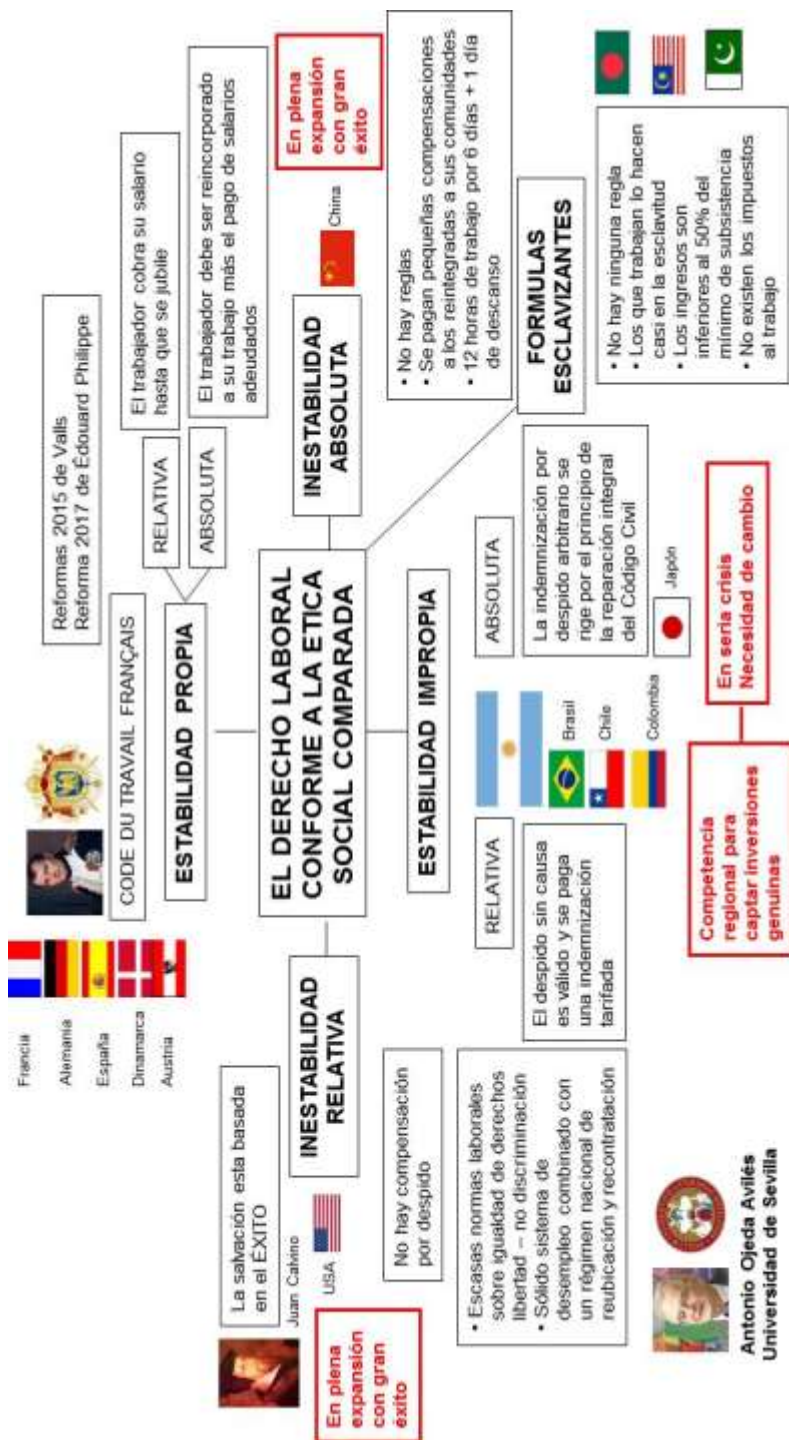 Francia
Alemania
España
Dinamarca
Austria
CODE DU TRAVAIL FRANÇAIS
Reformas 2015 de Valls
Reforma 2017 de Édouard Philippe
ESTABILIDAD PROPIA
RELATIVA
El trabajador cobra su salario
hasta que se jubile
ABSOLUTA
El trabajador debe ser reincorporado
a su trabajo más el pago de salarios
adeudados
La salvación esta basada
en el ÉXITO
Juan Calvino
USA
En plena
expansión
con gran
éxito
INESTABILIDAD
RELATIVA
No hay compensación
por despido
• Escasas normas laborales
sobre igualdad de derechos
libertad – no discriminación
• Sólido sistema de
desempleo combinado con
un régimen nacional de
reubicación y recontratación
EL DERECHO LABORAL
CONFORME A LA ETICA
SOCIAL COMPARADA
INESTABILIDAD
ABSOLUTA
China
En plena
expansión
con gran
éxito
• No hay reglas
• Se pagan pequeñas compensaciones
a los reintegradas a sus comunidades
• 12 horas de trabajo por 6 días + 1 día
de descanso
ESTABILIDAD IMPROPIA
RELATIVA
El despido sin causa
es válido y se paga
una indemnización
tarifada
Brasil
Chile
Colombia
ABSOLUTA
La indemnización por
despido arbitrario se
rige por el principio de
la reparación integral
del Código Civil
Japón
FORMULAS
ESCLAVIZANTES
• No hay ninguna regla
• Los que trabajan lo hacen
casi en la esclavitud
• Los ingresos son
inferiores al 50% del
mínimo de subsistencia
• No existen los impuestos
al trabajo
Competencia
regional para
captar inversiones
genuinas
En seria crisis
Necesidad de cambio
Antonio Ojeda Avilés
Universidad de Sevilla